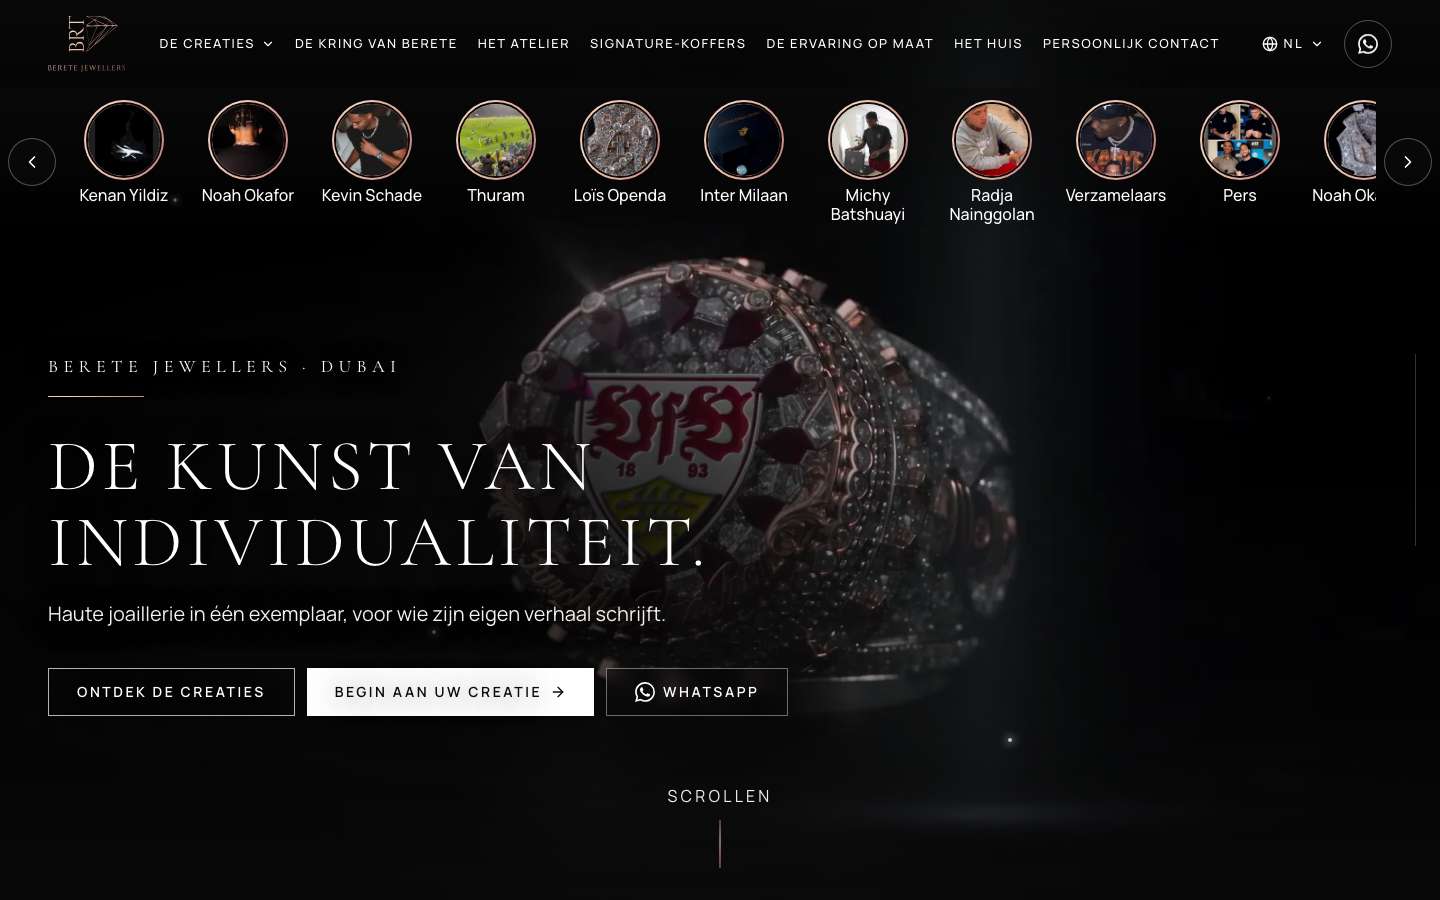 BRT
BERETE JEWELLERS
DE CREATIES
DE KRING VAN BERETE
HET ATELIER
SIGNATURE-KOFFERS
DE ERVARING OP MAAT
HET HUIS
PERSOONLIJK CONTACT
NL
Kenan Yildiz
Noah Okafor
Kevin Schade
Thuram
Loïs Openda
Inter Milaan
Michy
Batshuayi
Radja
Nainggolan
Verzamelaars
Pers
Noah
BERETE JEWELLERS · DUBAI
DE KUNST VAN
INDIVIDUALITEIT.
18 93
Haute joaillerie in één exemplaar, voor wie zijn eigen verhaal schrijft.
ONTDEK DE CREATIES
BEGIN AAN UW CREATIE
WHATSAPP
SCROLLEN